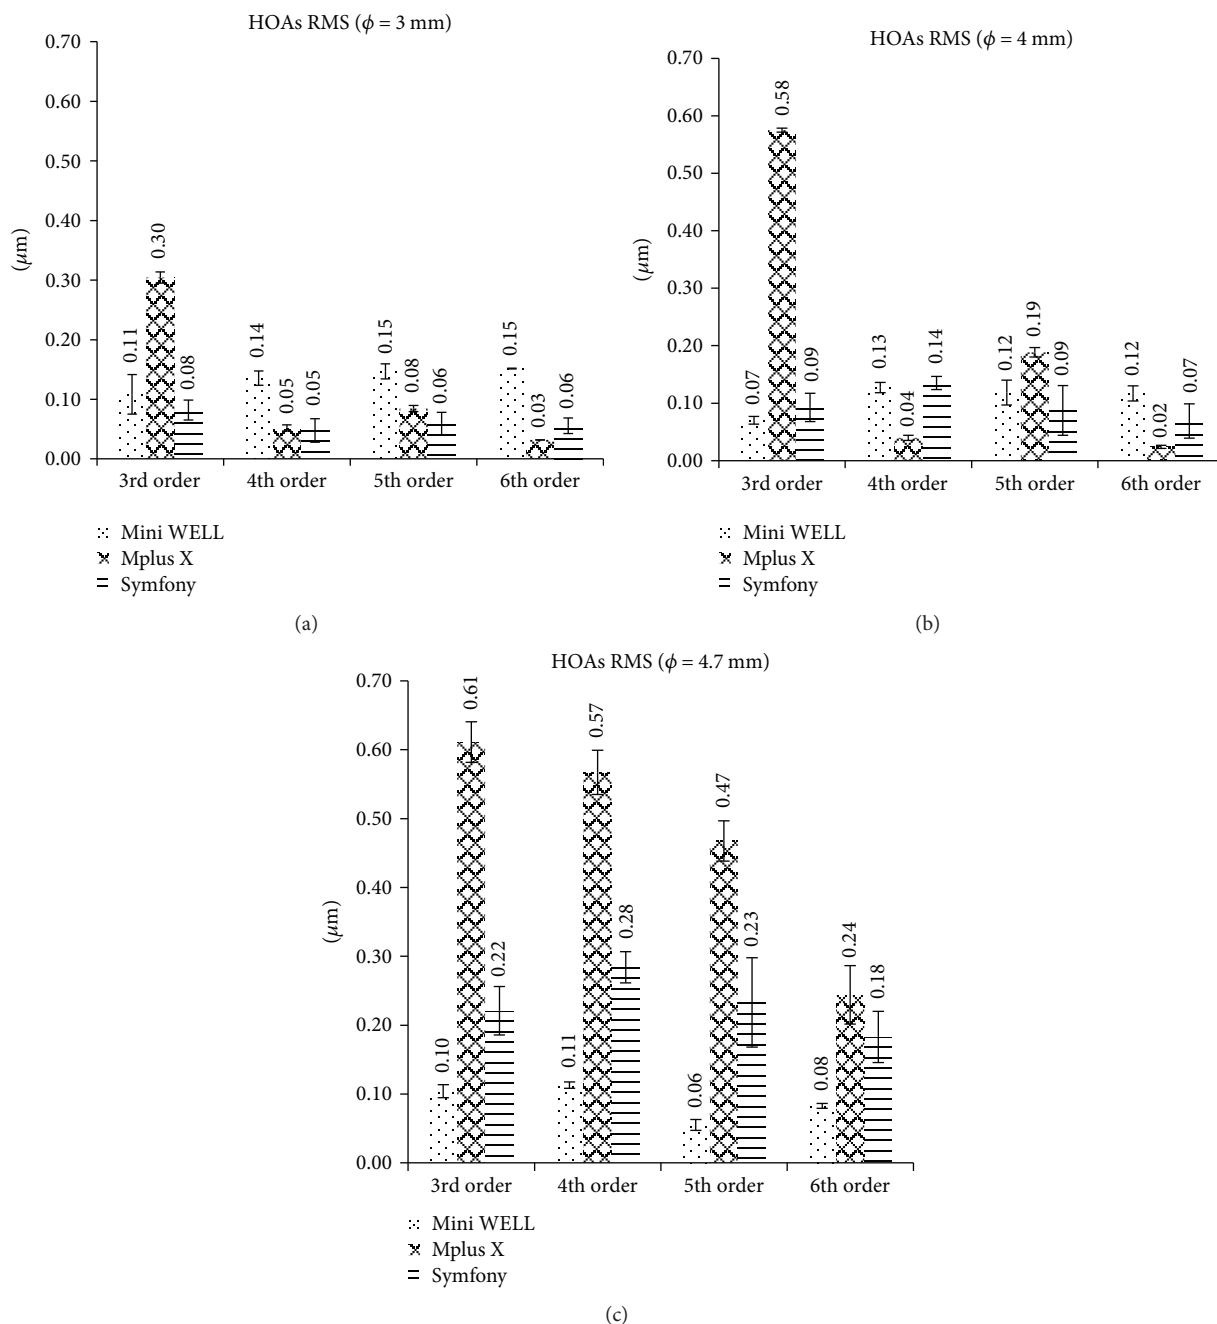 HOAs RMS (ϕ = 3 mm)
0.70
0.60
0.50
0.40
0.30
0.20
0.10
0.00
(μm)
0.11
0.30
0.08
0.14
0.05
0.05
0.15
0.08
0.06
0.15
0.03
0.06
3rd order 4th order 5th order 6th order
Mini WELL
Mplus X
Symfony
(a)
HOAs RMS (ϕ = 4 mm)
0.70
0.60
0.50
0.40
0.30
0.20
0.10
0.00
(μm)
0.07
0.58
0.09
0.13
0.04
0.14
0.12
0.19
0.09
0.12
0.02
0.07
3rd order 4th order 5th order 6th order
Mini WELL
Mplus X
Symfony
(b)
HOAs RMS (ϕ = 4.7 mm)
0.70
0.60
0.50
0.40
0.30
0.20
0.10
0.00
(μm)
0.10
0.61
0.22
0.11
0.57
0.28
0.06
0.47
0.23
0.08
0.24
0.18
3rd order 4th order 5th order 6th order
Mini WELL
Mplus X
Symfony
(c)